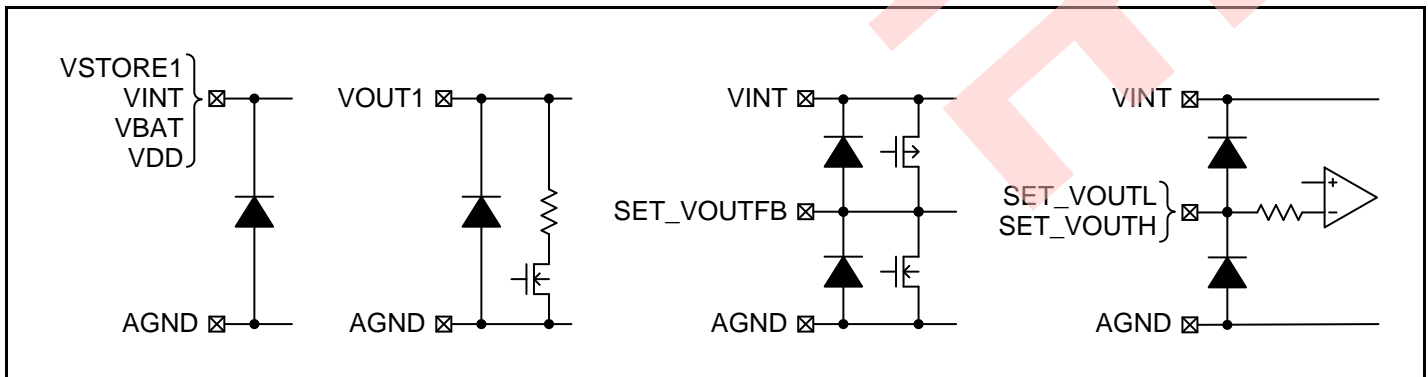 VSTORE1
VINT
VBAT
VDD
AGND
VOUT1
AGND
VINT
SET_VOUTFB
AGND
VINT
SET_VOUTL
SET_VOUTH
AGND
+
−